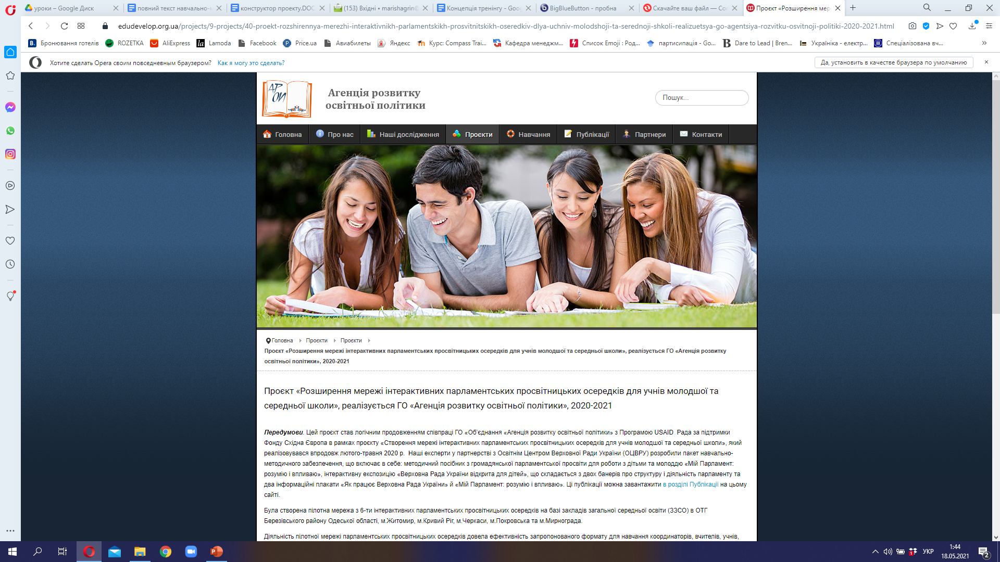 уроки – Google Диск
повний текст навчально-м
конструктор проекту.DOC
(153) Вхідні • marishagrin@
Концепція тренінгу - Goog
BigBlueButton - пробна
Скачайте ваш файл — Con
Проєкт «Розширення мер
edudevelop.org.ua/projects/9-projects/40-proekt-rozshirennya-merezhi-interaktivnikh-parlamentskikh-prosvitnitskikh-oseredkiv-dlya-uchniv-molodshoji-ta-serednoji-shkoli-realizuetsya-go-agentsiya-rozvitku-osvitnoji-politiki-2020-2021.html
Бронювання готелів
ROZETKA
AliExpress
Lamoda
Facebook
Price.ua
Авиабилеты
Яндекс
Курс: Compass Trai...
Кафедра менеджм...
Список Emoji : Род...
партисипація - Go...
Dare to Lead | Bren...
Україніка - електр...
Спеціалізована вч...
Хотите сделать Opera своим повседневным браузером?
Как я могу это сделать?
Да, установить в качестве браузера по умолчанию
АР
ОП
Агенція розвитку
освітньої політики
Пошук...
Головна
Про нас
Наші дослідження
Проєкти
Навчання
Публікації
Партнери
Контакти
Головна
Проєкти
Проєкти
Проєкт «Розширення мережі інтерактивних парламентських просвітницьких осередків для учнів молодшої та середньої школи», реалізується ГО «Агенція розвитку
освітньої політики», 2020-2021
Проєкт «Розширення мережі інтерактивних парламентських просвітницьких осередків для учнів молодшої та
середньої школи», реалізується ГО «Агенція розвитку освітньої політики», 2020-2021
Передумови. Цей проєкт став логічним продовженням співпраці ГО «Об’єднання «Агенція розвитку освітньої політики» з Програмою USAID Рада за підтримки
Фонду Східна Європа в рамках проєкту «Створення мережі інтерактивних парламентських просвітницьких осередків для учнів молодшої та середньої школи», який
реалізовувався впродовж лютого-травня 2020 р. Наші експерти у партнерстві з Освітнім Центром Верховної Ради України (ОЦВРУ) розробили пакет навчально-
методичного забезпечення, що включає в себе: методичний посібник з громадянської парламентської просвіти для роботи з дітьми та молоддю «Мій Парламент:
розумію і впливаю», інтерактивну експозицію «Верховна Рада України відкрита для дітей», що складається з двох банерів про структуру і діяльність парламенту та
два інформаційні плакати «Як працює Верховна Рада України» й «Мій Парламент: розумію і впливаю». Ці публікації можна завантажити в розділі Публікації на цьому
сайті.
Була створена пілотна мережа з 6-ти інтерактивних парламентських просвітницьких осередків на базі закладів загальної середньої освіти (ЗЗСО) в ОТГ
Березівського району Одеської області, м.Житомир, м.Кривий Ріг, м.Черкаси, м.Покровська та м.Мирнограда.
Діяльність пілотної мережі парламентських просвітницьких осередків довела ефективність запропонованого формату для навчання координаторів, вчителів, учнів,
УКР
1:44
18.05.2021
2